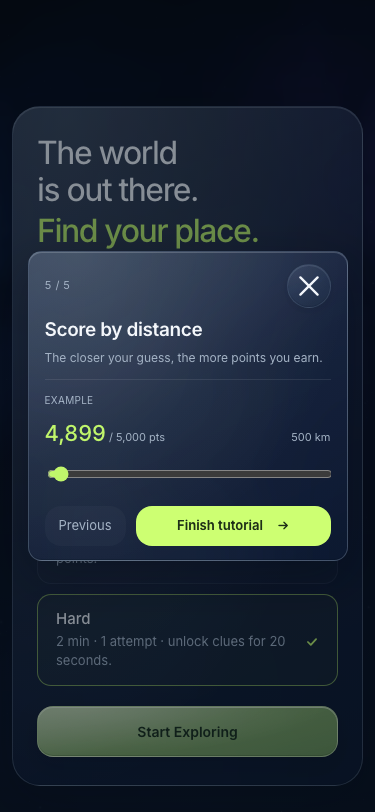 The world
is out there.
Find your place.
5 / 5
Score by distance
The closer your guess, the more points you earn.
EXAMPLE
4,899 / 5,000 pts
500 km
Previous
Finish tutorial →
Hard
2 min · 1 attempt · unlock clues for 20
seconds.
Start Exploring